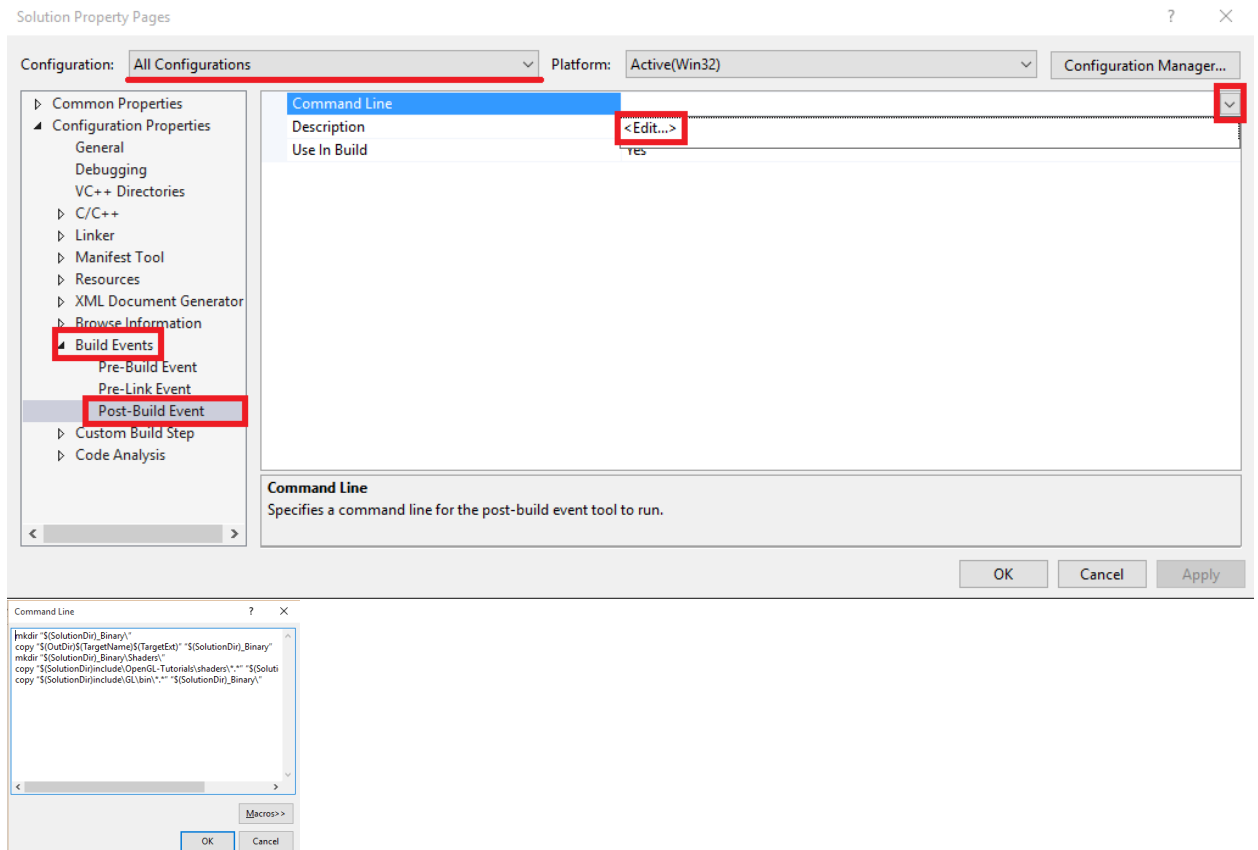 Solution Property Pages ? ×
Configuration: All Configurations Platform: Active(Win32) Configuration Manager...
Common Properties
Configuration Properties
General
Debugging
VC++ Directories
C/C++
Linker
Manifest Tool
Resources
XML Document Generator
Browse Information
Build Events
Pre-Build Event
Pre-Link Event
Post-Build Event
Custom Build Step
Code Analysis
Command Line
Description <Edit...>
Use In Build Yes
Command Line
Specifies a command line for the post-build event tool to run.
OK Cancel Apply
Command Line ? ×
mkdir "$(SolutionDir)_Binary\"
copy "$(OutDir)$(TargetName)$(TargetExt)" "$(SolutionDir)_Binary"
mkdir "$(SolutionDir)_Binary\Shaders\"
copy "$(SolutionDir)include\OpenGL-Tutorials\shaders\*.*" "$(Soluti
copy "$(SolutionDir)include\GL\bin\*.*" "$(SolutionDir)_Binary\"
Macros>>
OK Cancel